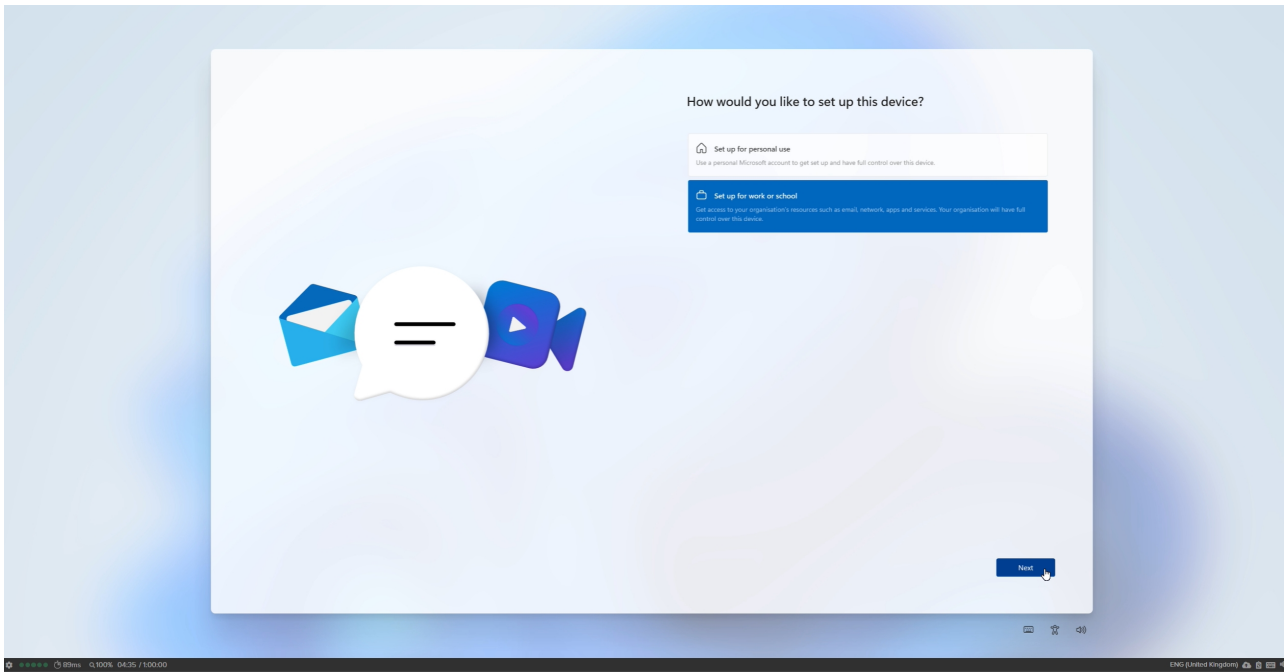 How would you like to set up this device?
Set up for personal use
Use a personal Microsoft account to get set up and have full control over this device.
Set up for work or school
Get access to your organisation's resources such as email, network, apps and services. Your organisation will have full
control over this device.
Next
89ms 100% 04:35 / 1:00:00 ENG (United Kingdom)